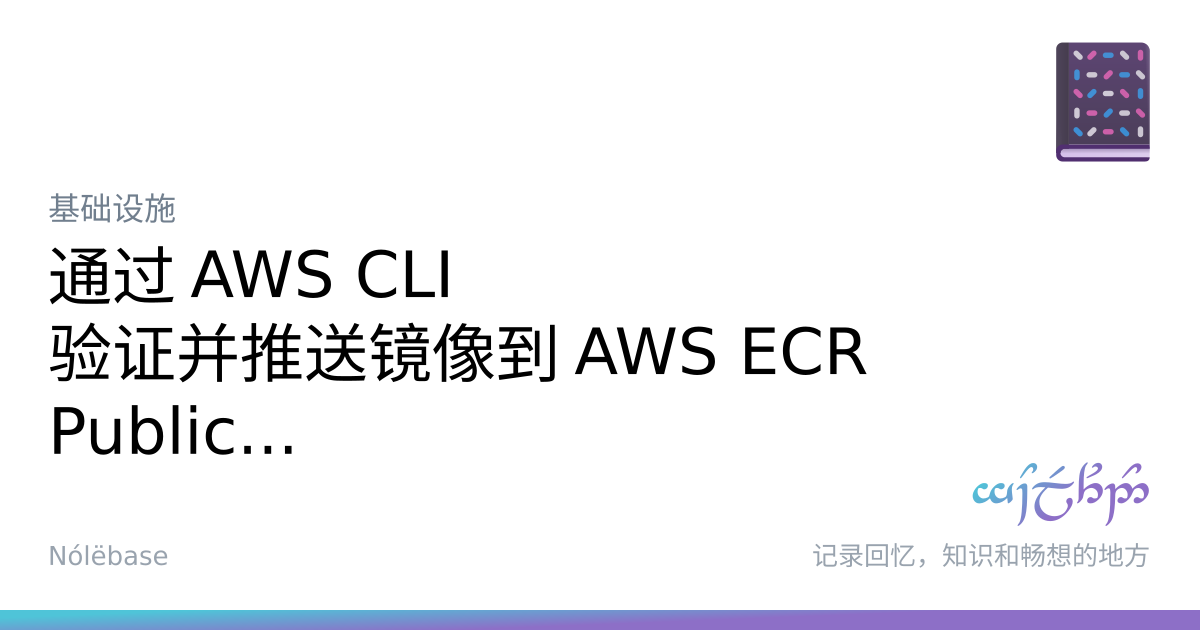 基础设施
通过 AWS CLI
验证并推送镜像到 AWS ECR
Public...
Nólëbase
记录回忆，知识和畅想的地方